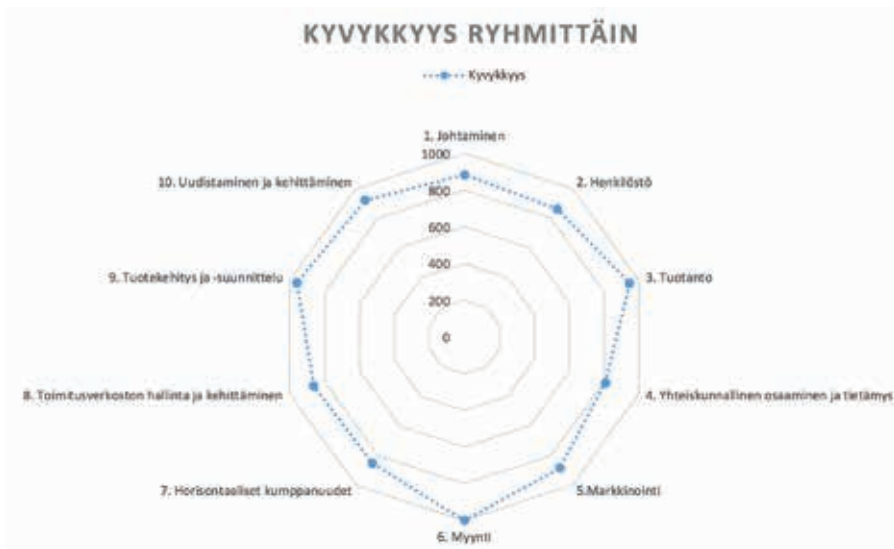 KYVYKKYYS RYHMITTÄIN
Kyvykkyys
1. Johtaminen
1000
10. Uudistaminen ja kehittäminen
2. Henkilöstö
800
600
9. Tuotekehitys ja -suunnittelu
3. Tuotanto
400
200
0
8. Toimitusverkoston hallinta ja kehittäminen
4. Yhteiskunnallinen osaaminen ja tietämys
7. Horisontaaliset kumppanuudet
5.Markkinointi
6. Myynti